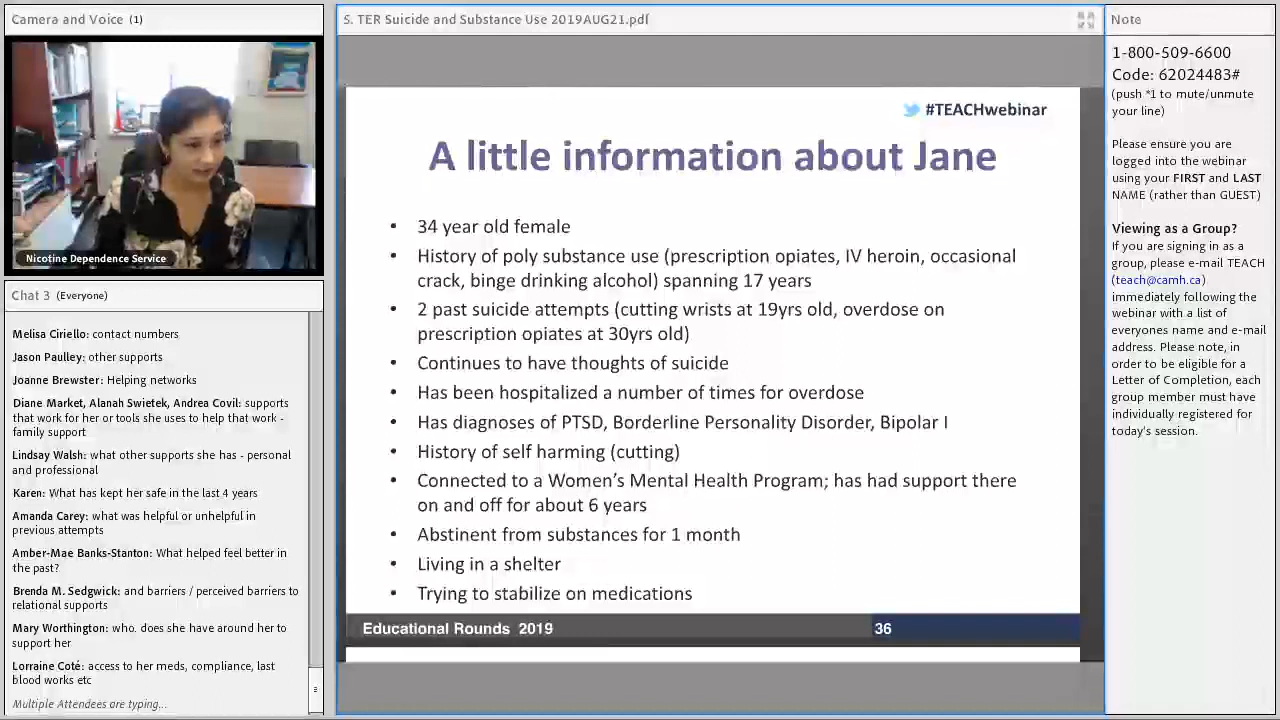 Camera and Voice (1)
Nicotine Dependence Service
Chat 3 (Everyone)
Melisa Ciriello: contact numbers
Jason Paulley: other supports
Joanne Brewster: Helping networks
Diane Market, Alanah Swietek, Andrea Covil: supports
that work for her or tools she uses to help that work -
family support
Lindsay Walsh: what other supports she has - personal
and professional
Karen: What has kept her safe in the last 4 years
Amanda Carey: what was helpful or unhelpful in
previous attempts
Amber-Mae Banks-Stanton: What helped feel better in
the past?
Brenda M. Sedgwick: and barriers / perceived barriers to
relational supports
Mary Worthington: who. does she have around her to
support her
Lorraine Coté: access to her meds, compliance, last
blood works etc
Multiple Attendees are typing...
5. TER Suicide and Substance Use 2019AUG21.pdf
#TEACHwebinar
A little information about Jane
• 34 year old female
• History of poly substance use (prescription opiates, IV heroin, occasional
crack, binge drinking alcohol) spanning 17 years
• 2 past suicide attempts (cutting wrists at 19yrs old, overdose on
prescription opiates at 30yrs old)
• Continues to have thoughts of suicide
• Has been hospitalized a number of times for overdose
• Has diagnoses of PTSD, Borderline Personality Disorder, Bipolar I
• History of self harming (cutting)
• Connected to a Women's Mental Health Program; has had support there
on and off for about 6 years
• Abstinent from substances for 1 month
• Living in a shelter
• Trying to stabilize on medications
Educational Rounds 2019
36
Note
1-800-509-6600
Code: 62024483#
(push *1 to mute/unmute
your line)
Please ensure you are
logged into the webinar
using your FIRST and LAST
NAME (rather than GUEST)
Viewing as a Group?
If you are signing in as a
group, please e-mail TEACH
(teach@camh.ca)
immediately following the
webinar with a list of
everyones name and e-mail
address. Please note, in
order to be eligible for a
Letter of Completion, each
group member must have
individually registered for
today's session.